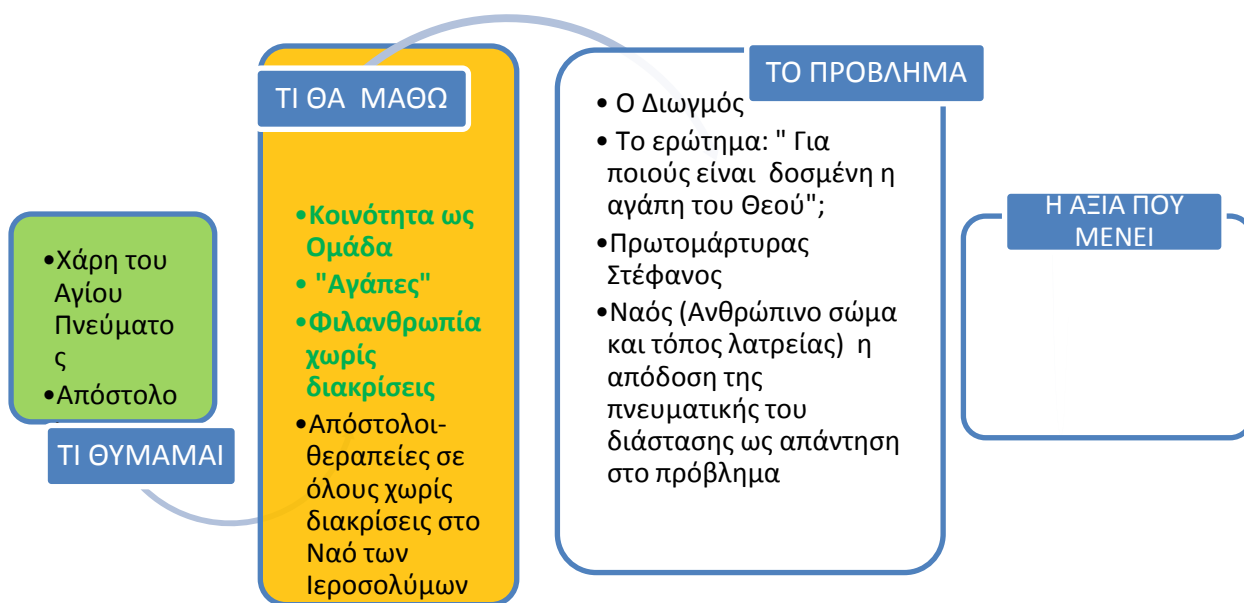 •Χάρη του
Αγίου
Πνεύματο
ς
•Απόστολο
ΤΙ ΘΥΜΑΜΑΙ
ΤΙ ΘΑ ΜΑΘΩ
•Κοινότητα ως
Ομάδα
• "Αγάπες"
•Φιλανθρωπία
χωρίς
διακρίσεις
•Απόστολοι-
θεραπείες σε
όλους χωρίς
διακρίσεις στο
Ναό των
Ιεροσολύμων
ΤΟ ΠΡΟΒΛΗΜΑ
• Ο Διωγμός
• Το ερώτημα: " Για
ποιούς είναι δοσμένη η
αγάπη του Θεού";
•Πρωτομάρτυρας
Στέφανος
•Ναός (Ανθρώπινο σώμα
και τόπος λατρείας) η
απόδοση της
πνευματικής του
διάστασης ως απάντηση
στο πρόβλημα
Η ΑΞΙΑ ΠΟΥ
ΜΕΝΕΙ